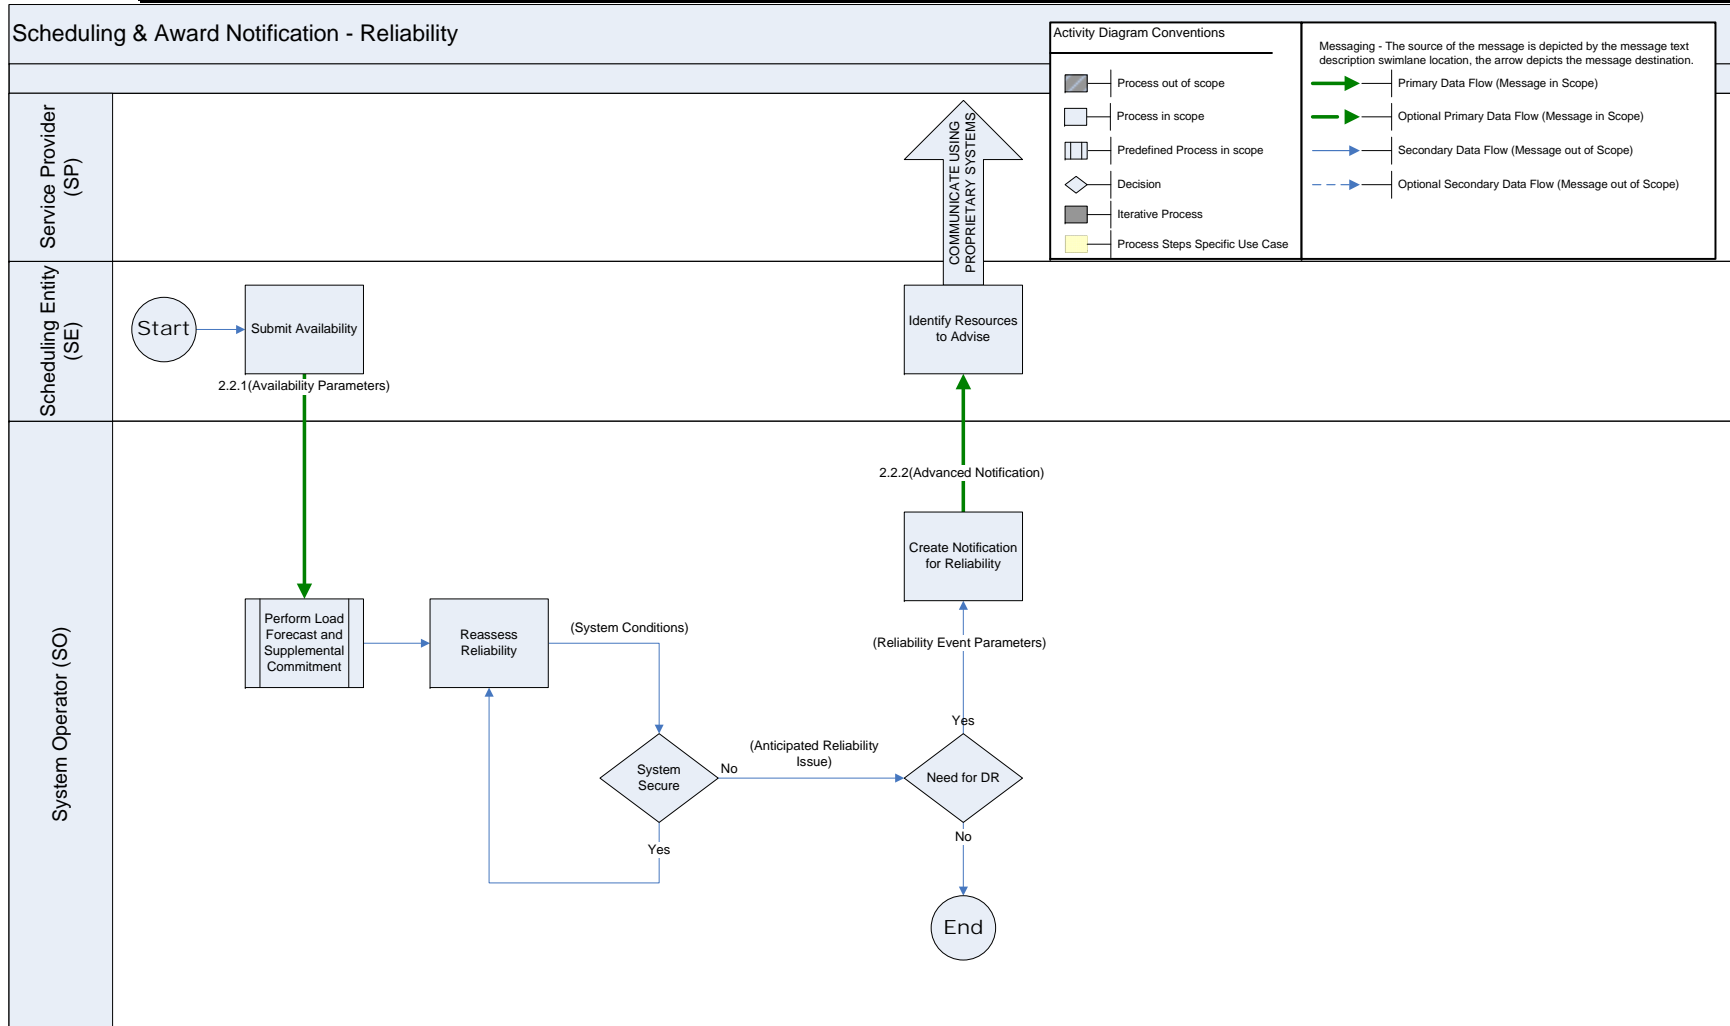 Scheduling & Award Notification - Reliability
Activity Diagram Conventions
Process out of scope
Process in scope
Predefined Process in scope
Decision
Iterative Process
Process Steps Specific Use Case
Messaging - The source of the message is depicted by the message text
description swimlane location, the arrow depicts the message destination.
Primary Data Flow (Message in Scope)
Optional Primary Data Flow (Message in Scope)
Secondary Data Flow (Message out of Scope)
Optional Secondary Data Flow (Message out of Scope)
Service Provider
(SP)
COMMUNICATE USING
PROPRIETARY SYSTEMS
Scheduling Entity
(SE)
Start
Submit Availability
Identify Resources
to Advise
2.2.1(Availability Parameters)
System Operator (SO)
2.2.2(Advanced Notification)
Create Notification
for Reliability
Perform Load
Forecast and
Supplemental
Commitment
Reassess
Reliability
(System Conditions)
(Reliability Event Parameters)
Yes
System
Secure
No
(Anticipated Reliability
Issue)
Need for DR
Yes
No
End